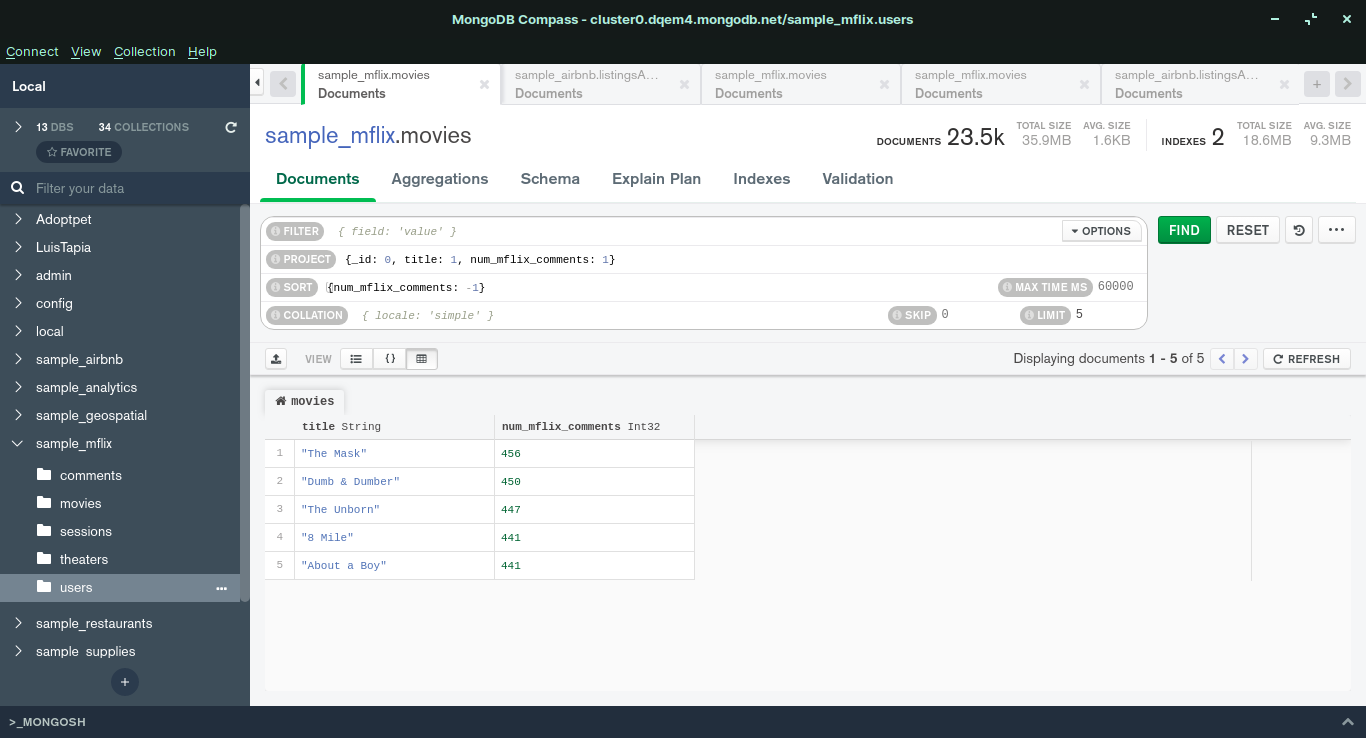 MongoDB Compass - cluster0.dqem4.mongodb.net/sample_mflix.users
Connect View Collection Help
Local
13 DBS 34 COLLECTIONS
FAVORITE
Filter your data
Adoptpet
LuisTapia
admin
config
local
sample_airbnb
sample_analytics
sample_geospatial
sample_mflix
comments
movies
sessions
theaters
users
sample_restaurants
sample_supplies
sample_mflix.movies
Documents
sample_airbnb.listingsA...
Documents
sample_mflix.movies
Documents
sample_mflix.movies
Documents
sample_airbnb.listingsA...
Documents
sample_mflix.movies
DOCUMENTS 23.5k
TOTAL SIZE
35.9MB
AVG. SIZE
1.6KB
INDEXES 2
TOTAL SIZE
18.6MB
AVG. SIZE
9.3MB
Documents Aggregations Schema Explain Plan Indexes Validation
FILTER { field: 'value' } OPTIONS
FIND RESET
PROJECT {_id: 0, title: 1, num_mflix_comments: 1}
SORT {num_mflix_comments: -1} MAX TIME MS 60000
COLLATION { locale: 'simple' } SKIP 0 LIMIT 5
VIEW {} Displaying documents 1 - 5 of 5 REFRESH
movies
title String num_mflix_comments Int32
1 "The Mask" 456
2 "Dumb & Dumber" 450
3 "The Unborn" 447
4 "8 Mile" 441
5 "About a Boy" 441
>_MONGOSH